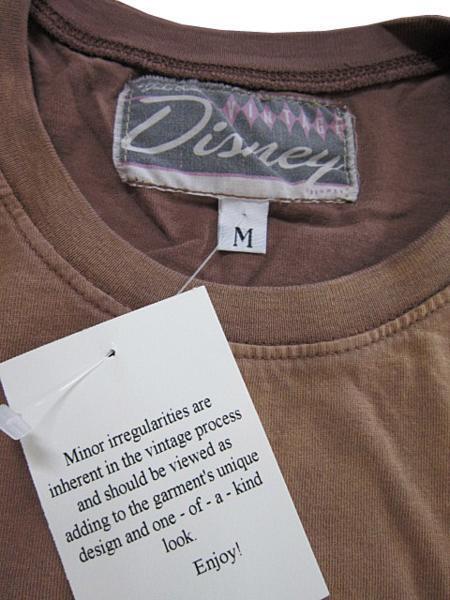 VINTAGE
Disney
M
Minor irregularities are
inherent in the vintage process
and should be viewed as
adding to the garment's unique
design and one - of - a - kind
look.
Enjoy!